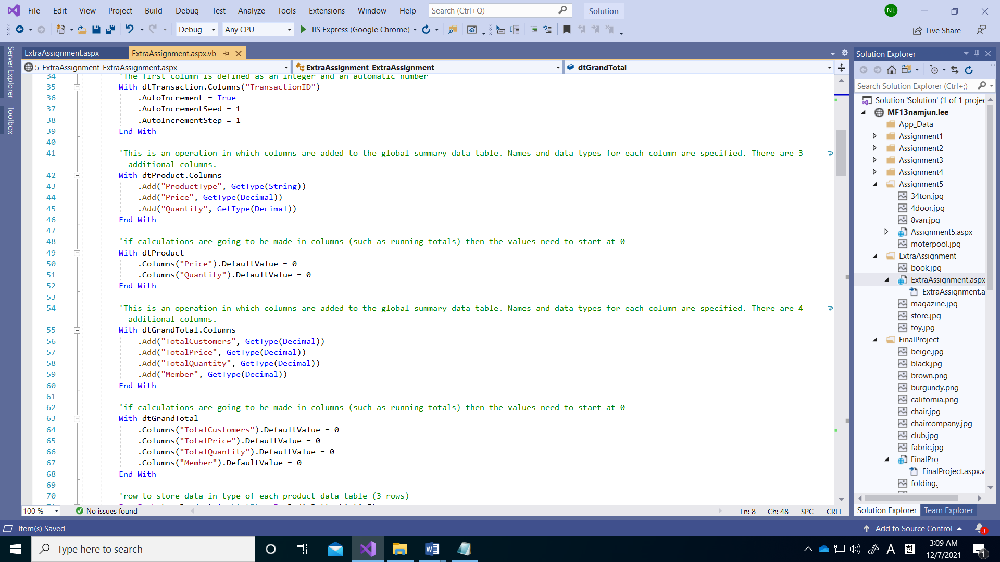 File Edit View Project Build Debug Test Analyze Tools Extensions Window Help Search (Ctrl+Q) Solution NL
Debug Any CPU IIS Express (Google Chrome) Live Share
Server Explorer
Toolbox
ExtraAssignment.aspx ExtraAssignment.aspx.vb
5_ExtraAssignment_ExtraAssignment.aspx ExtraAssignment_ExtraAssignment dtGrandTotal
34 'The first column is defined as an integer and an automatic number
35 With dtTransaction.Columns("TransactionID")
36 .AutoIncrement = True
37 .AutoIncrementSeed = 1
38 .AutoIncrementStep = 1
39 End With
40
41 'This is an operation in which columns are added to the global summary data table. Names and data types for each column are specified. There are 3
additional columns.
42 With dtProduct.Columns
43 .Add("ProductType", GetType(String))
44 .Add("Price", GetType(Decimal))
45 .Add("Quantity", GetType(Decimal))
46 End With
47
48 'if calculations are going to be made in columns (such as running totals) then the values need to start at 0
49 With dtProduct
50 .Columns("Price").DefaultValue = 0
51 .Columns("Quantity").DefaultValue = 0
52 End With
53
54 'This is an operation in which columns are added to the global summary data table. Names and data types for each column are specified. There are 4
additional columns.
55 With dtGrandTotal.Columns
56 .Add("TotalCustomers", GetType(Decimal))
57 .Add("TotalPrice", GetType(Decimal))
58 .Add("TotalQuantity", GetType(Decimal))
59 .Add("Member", GetType(Decimal))
60 End With
61
62 'if calculations are going to be made in columns (such as running totals) then the values need to start at 0
63 With dtGrandTotal
64 .Columns("TotalCustomers").DefaultValue = 0
65 .Columns("TotalPrice").DefaultValue = 0
66 .Columns("TotalQuantity").DefaultValue = 0
67 .Columns("Member").DefaultValue = 0
68 End With
69
70 'row to store data in type of each product data table (3 rows)
100 % No issues found Ln: 8 Ch: 48 SPC CRLF
Solution Explorer
Search Solution Explorer (Ctrl+;)
Solution 'Solution' (1 of 1 projec
MF13namjun.lee
App_Data
Assignment1
Assignment2
Assignment3
Assignment4
Assignment5
34ton.jpg
4door.jpg
8van.jpg
Assignment5.aspx
moterpool.jpg
ExtraAssignment
book.jpg
ExtraAssignment.aspx
ExtraAssignment.a
magazine.jpg
store.jpg
toy.jpg
FinalProject
beige.jpg
black.jpg
brown.png
burgundy.png
california.png
chair.jpg
chaircompany.jpg
club.jpg
fabric.jpg
FinalPro
FinalProject.aspx.v
folding.
Solution Explorer Team Explorer
Item(s) Saved Add to Source Control 3
Type here to search A 한 3:09 AM
12/7/2021 1